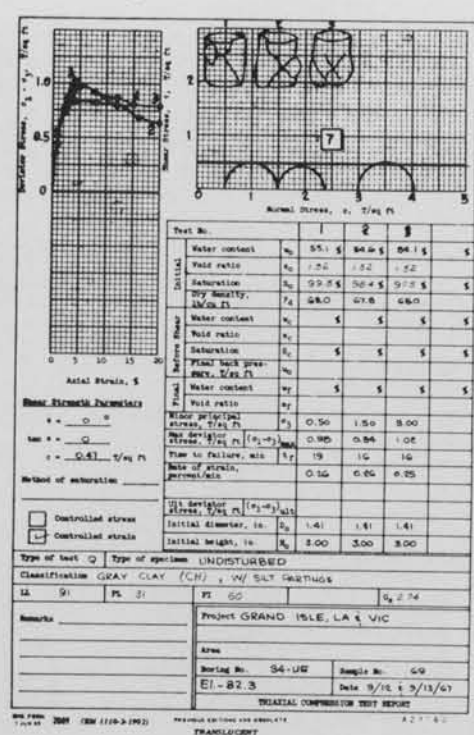 Deviator Stress, σ1 - σ3, T/sq ft
Shear Stress, τ, T/sq ft
1.0
0.5
0
0 5 10 15 20
Axial Strain, %
1 2 3
2
1
7
0 1 2 3 4 5
Normal Stress, σ, T/sq ft
Test No. 1 2 3
Initial
Water content w0 55.1 % 54.6 % 54.1 % %
Void ratio e0 1.52 1.52 1.52
Saturation S0 % % % %
Dry density, lb/cu ft γd 68.0 67.8 68.0
Before Shear
Water content wc % % % %
Void ratio ec
Saturation Sc % % % %
Final back pressure, T/sq ft u0
Final
Water content wf % % % %
Void ratio ef
Minor principal stress, T/sq ft σ3 0.50 1.50 3.00
Max deviator stress, T/sq ft (σ1-σ3)max 0.98 0.84 1.02
Time to failure, min tf 19 16 16
Rate of strain, percent/min 0.26 0.26 0.25
Ult deviator stress, T/sq ft (σ1-σ3)ult
Initial diameter, in. D0 1.41 1.41 1.41
Initial height, in. H0 3.00 3.00 3.00
Shear Strength Parameters
φ = 0 °
tan φ = 0
c = 0.47 T/sq ft
Method of saturation
Controlled stress
Controlled strain
Type of test Q Type of specimen UNDISTURBED
Classification GRAY CLAY (CH), W/ SILT PARTINGS
LL 91 PL 31 PI 60 Gs 2.74
Remarks
Project GRAND ISLE, LA & VIC
Area
Boring No. 34-UE Sample No. 69
El. -82.3 Date 9/12 & 9/13/67
TRIAXIAL COMPRESSION TEST REPORT
ENG FORM 2089 (EM 1110-2-1902) PREVIOUS EDITIONS ARE OBSOLETE
TRANSLUCENT